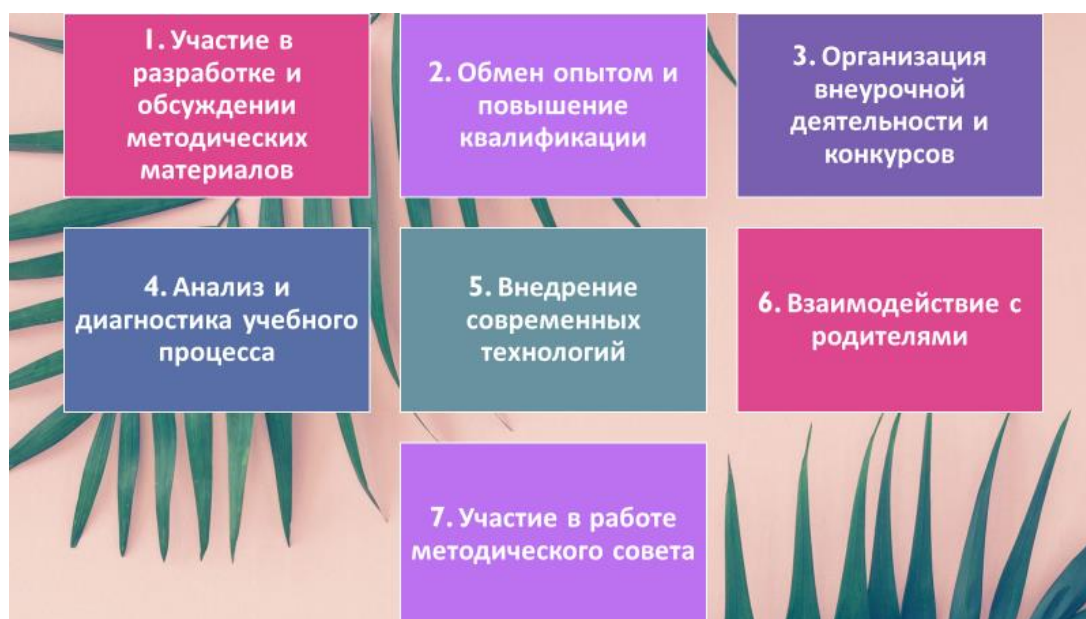 1. Участие в
разработке и
обсуждении
методических
материалов
2. Обмен опытом и
повышение
квалификации
3. Организация
внеурочной
деятельности и
конкурсов
4. Анализ и
диагностика учебного
процесса
5. Внедрение
современных
технологий
6. Взаимодействие с
родителями
7. Участие в работе
методического совета